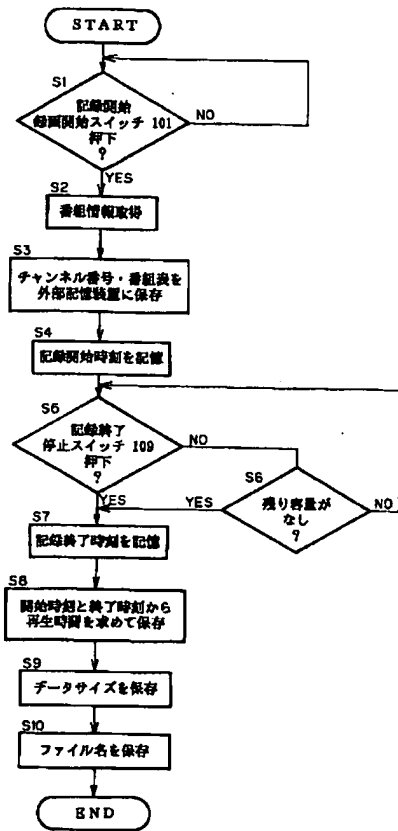 START
S1
記録開始
録画開始スイッチ 101
押下
?
NO
YES
S2
番組情報取得
S3
チャンネル番号・番組表を
外部記憶装置に保存
S4
記録開始時刻を記憶
S5
記録終了
停止スイッチ 109
押下
?
NO
YES
S6
残り容量が
なし
?
YES
NO
S7
記録終了時刻を記憶
S8
開始時刻と終了時刻から
再生時間を求めて保存
S9
データサイズを保存
S10
ファイル名を保存
END